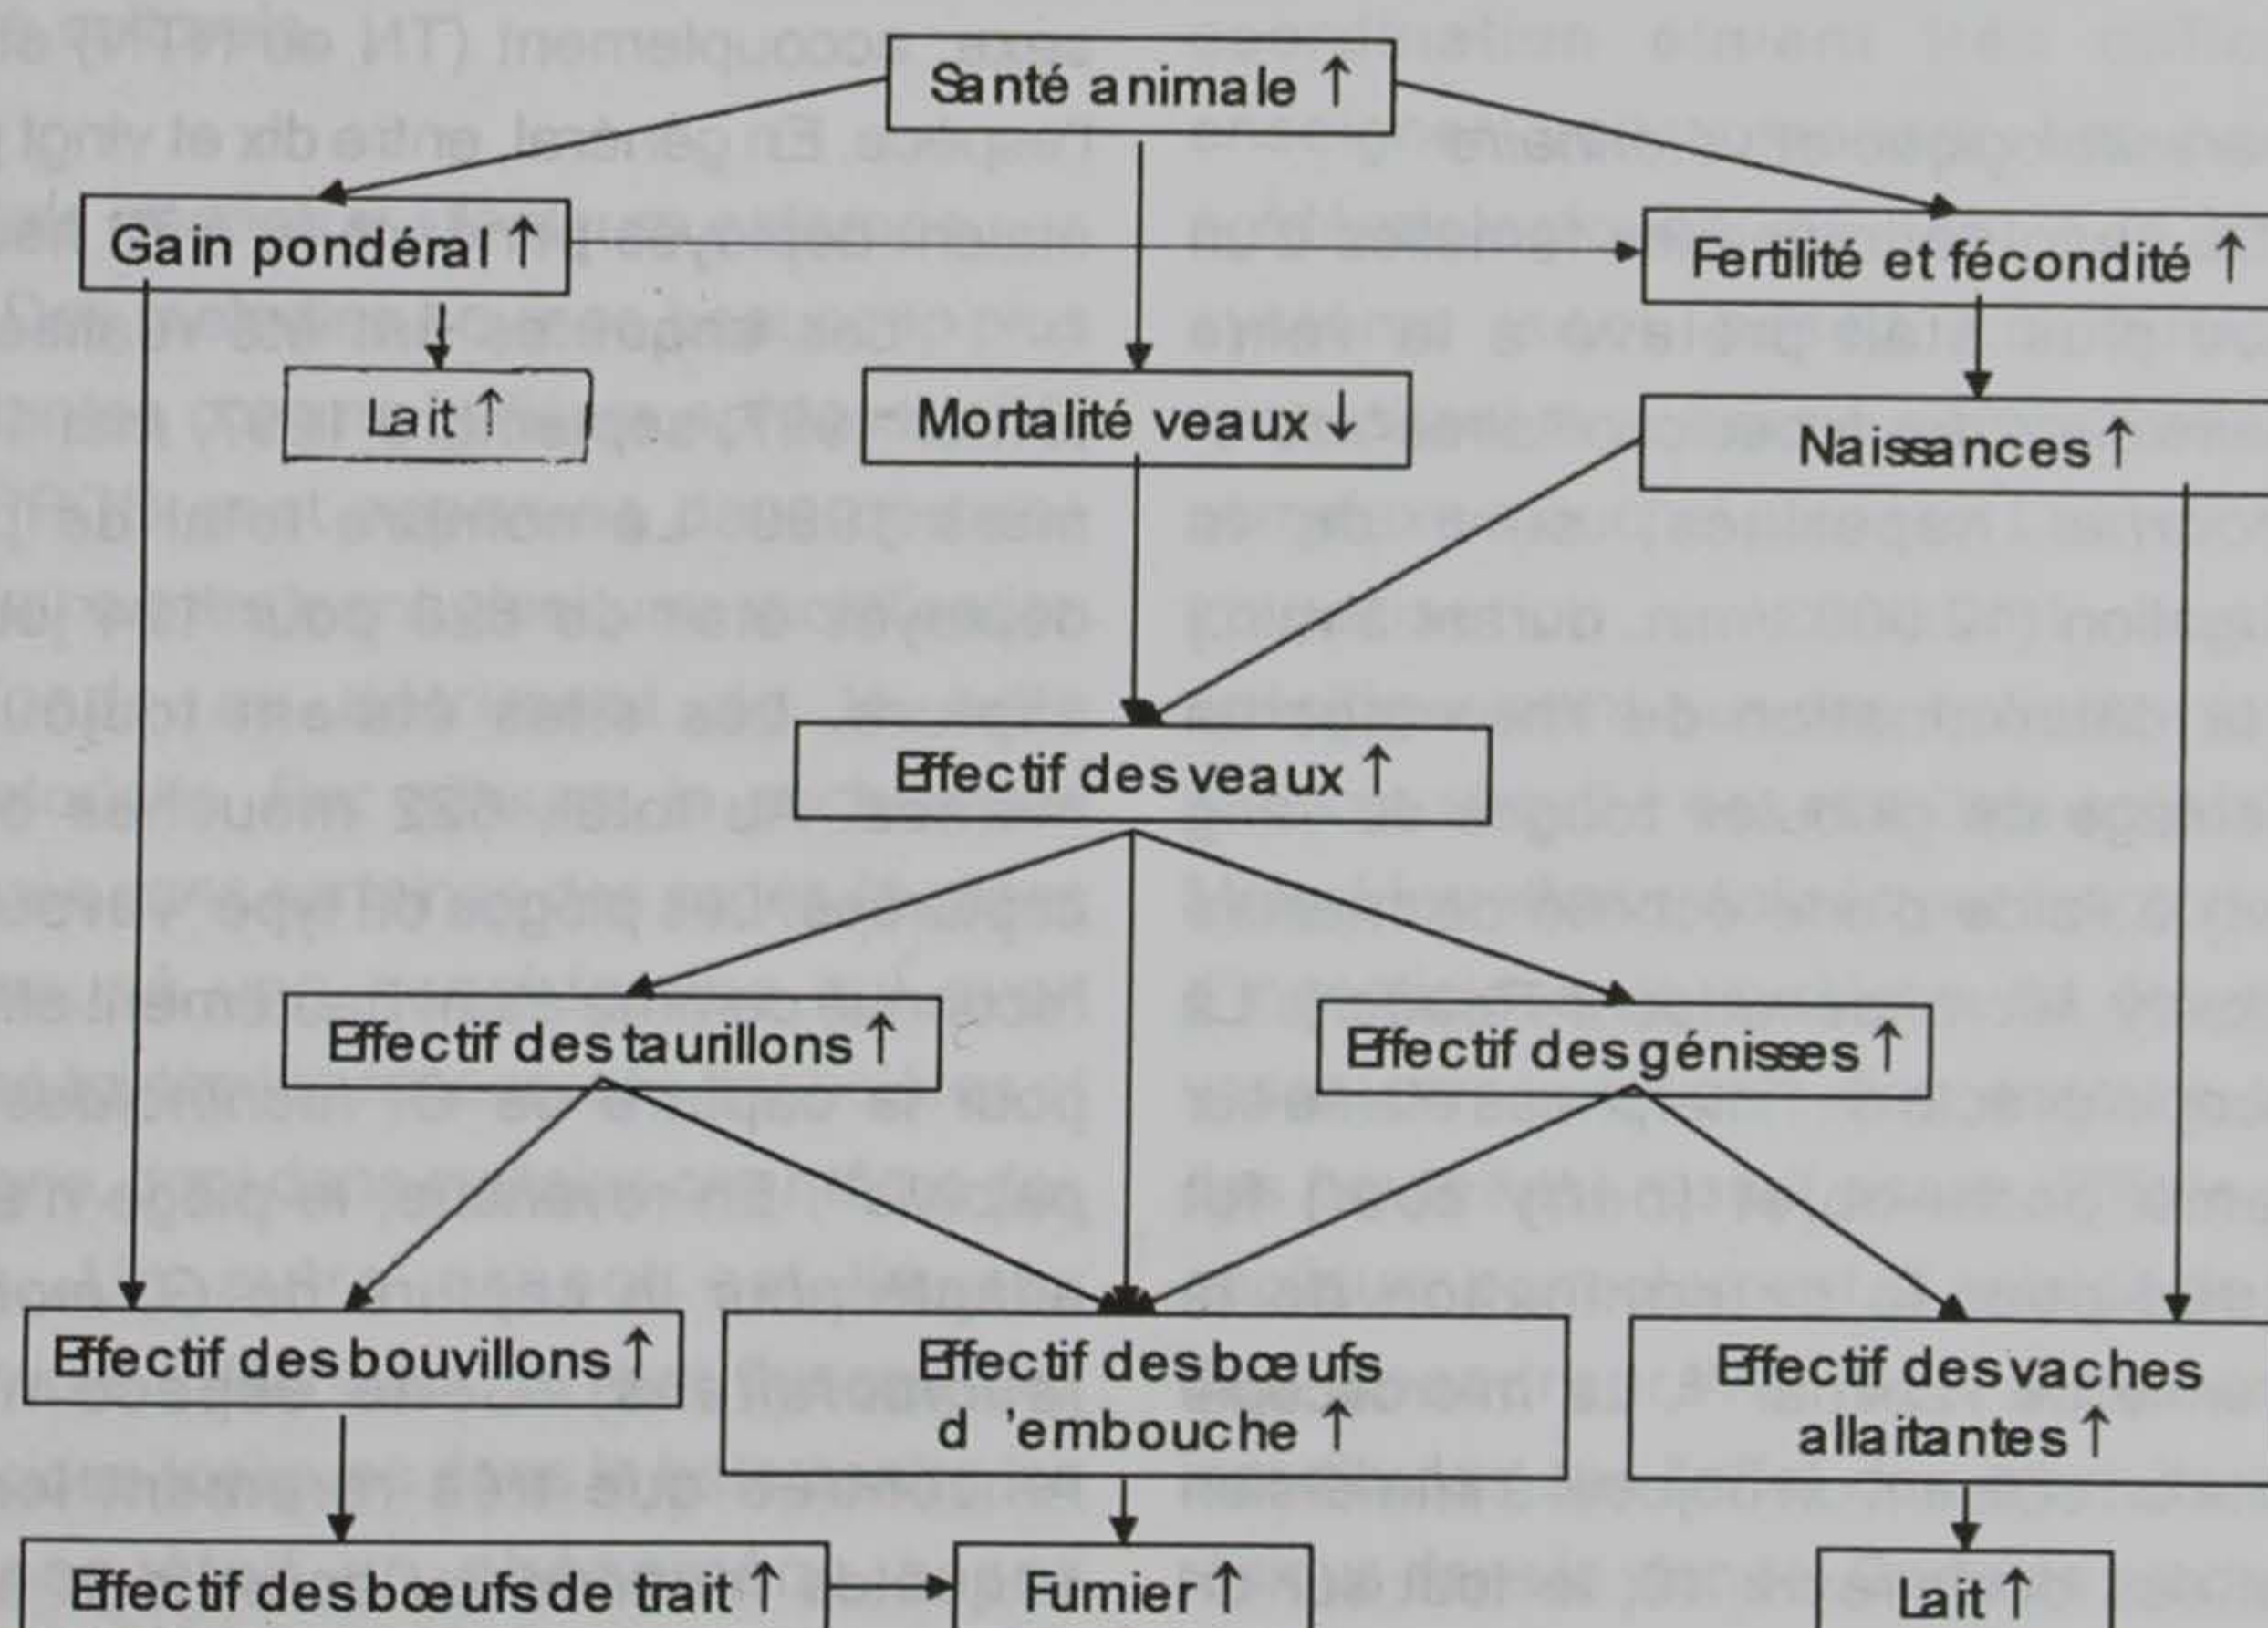 Santé animale ↑
Gain pondéral ↑
Fertilité et fécondité ↑
Lait ↑
Mortalité veaux ↓
Naissances ↑
Effectif des veaux ↑
Effectif des taurillons ↑
Effectif des génisses ↑
Effectif des bouvillons ↑
Effectif des bœufs
d 'embouche ↑
Effectif des vaches
allaitantes ↑
Effectif des bœufs de trait ↑
Fumier ↑
Lait ↑